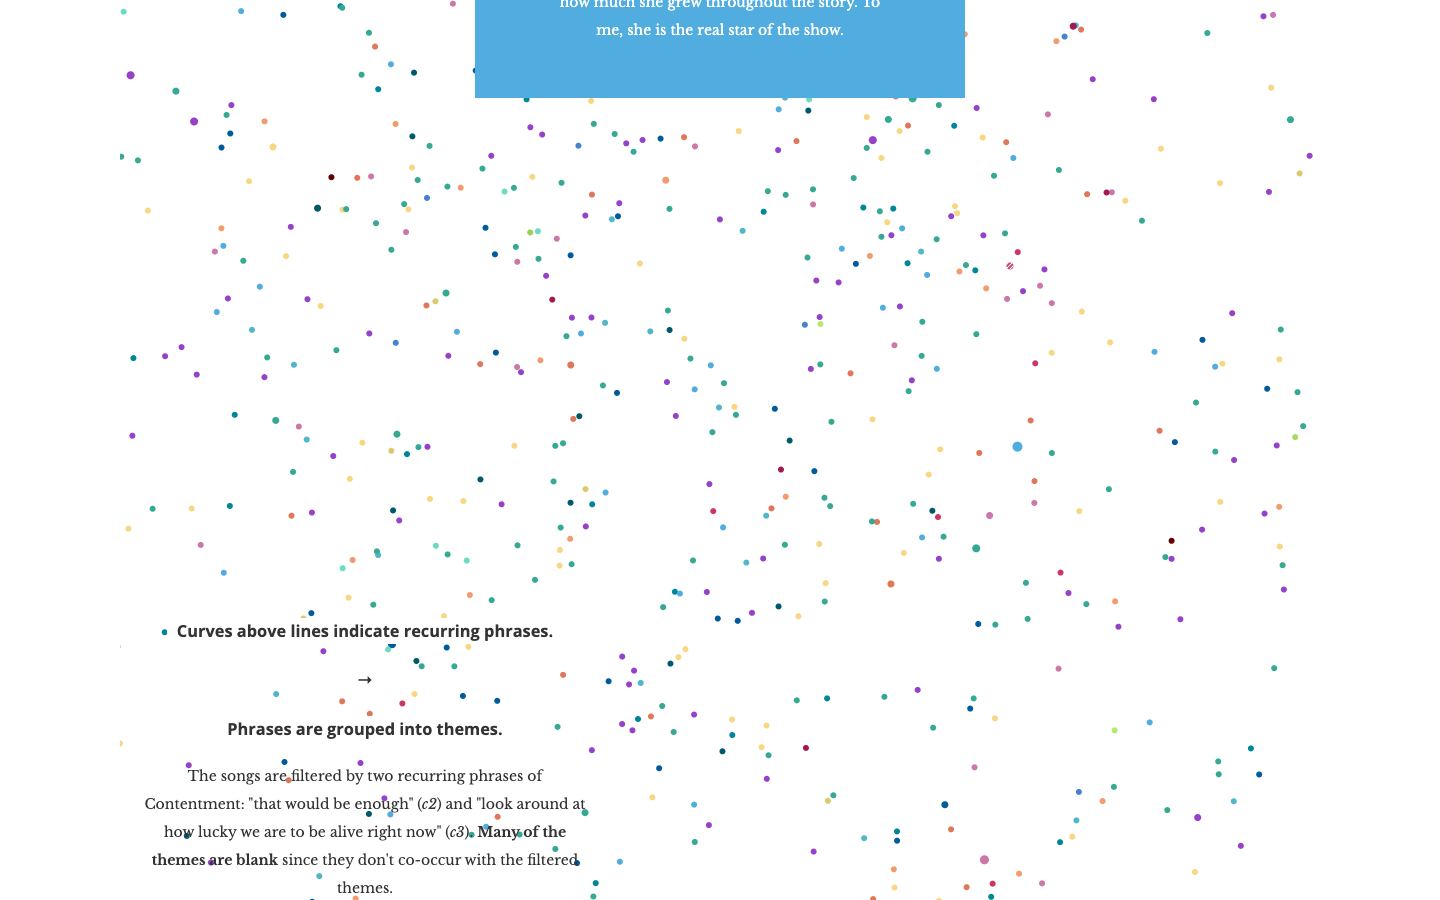 how much she grew throughout the story. To
me, she is the real star of the show.
Curves above lines indicate recurring phrases.
→
Phrases are grouped into themes.
The songs are filtered by two recurring phrases of
Contentment: "that would be enough" (c2) and "look around at
how lucky we are to be alive right now" (c3). Many of the
themes are blank since they don't co-occur with the filtered
themes.